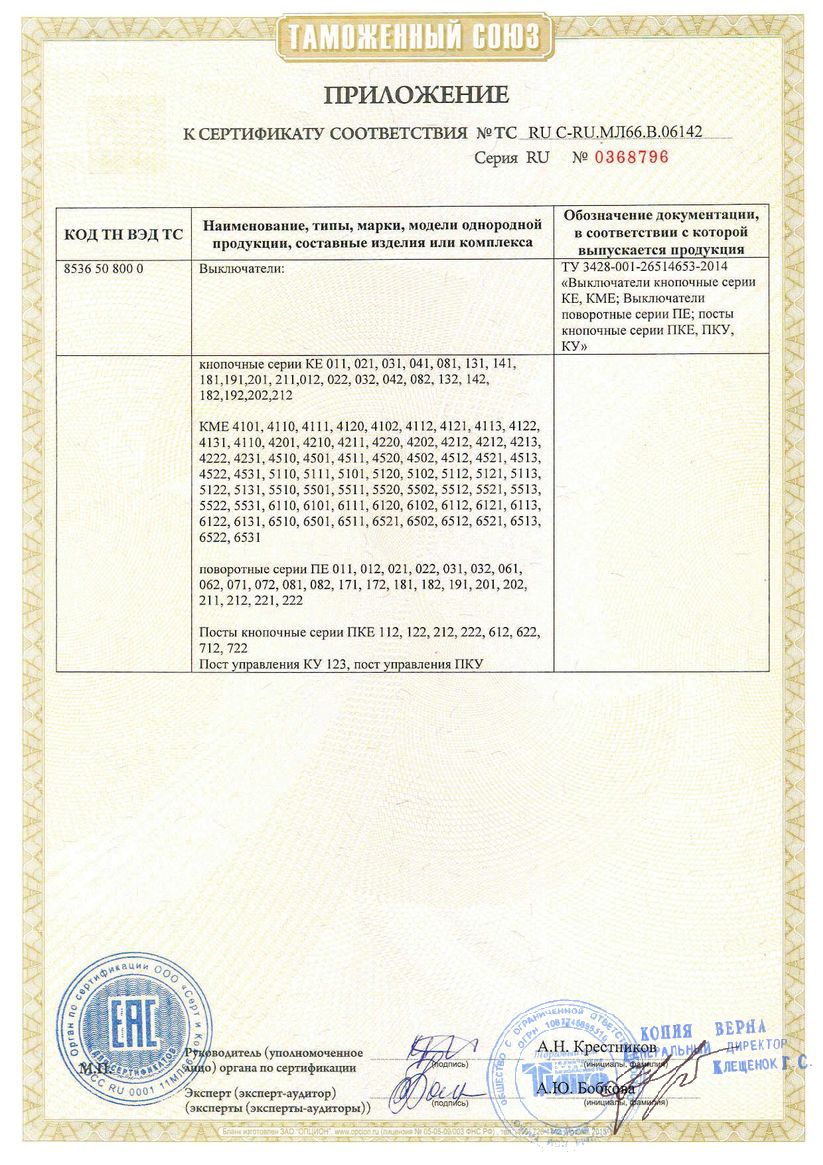 ТАМОЖЕННЫЙ СОЮЗ
ПРИЛОЖЕНИЕ
К СЕРТИФИКАТУ СООТВЕТСТВИЯ №ТС RU С-RU.МЛ66.В.06142
Серия RU № 0368796
КОД ТН ВЭД ТС
Наименование, типы, марки, модели однородной
продукции, составные изделия или комплекса
Обозначение документации,
в соответствии с которой
выпускается продукция
8536 50 800 0
Выключатели:
ТУ 3428-001-26514653-2014
«Выключатели кнопочные серии
КЕ, КМЕ; Выключатели
поворотные серии ПЕ; посты
кнопочные серии ПКЕ, ПКУ,
КУ»
кнопочные серии КЕ 011, 021, 031, 041, 081, 131, 141,
181,191,201, 211,012, 022, 032, 042, 082, 132, 142,
182,192,202,212
КМЕ 4101, 4110, 4111, 4120, 4102, 4112, 4121, 4113, 4122,
4131, 4110, 4201, 4210, 4211, 4220, 4202, 4212, 4212, 4213,
4222, 4231, 4510, 4501, 4511, 4520, 4502, 4512, 4521, 4513,
4522, 4531, 5110, 5111, 5101, 5120, 5102, 5112, 5121, 5113,
5122, 5131, 5510, 5501, 5511, 5520, 5502, 5512, 5521, 5513,
5522, 5531, 6110, 6101, 6111, 6120, 6102, 6112, 6121, 6113,
6122, 6131, 6510, 6501, 6511, 6521, 6502, 6512, 6521, 6513,
6522, 6531
поворотные серии ПЕ 011, 012, 021, 022, 031, 032, 061,
062, 071, 072, 081, 082, 171, 172, 181, 182, 191, 201, 202,
211, 212, 221, 222
Посты кнопочные серии ПКЕ 112, 122, 212, 222, 612, 622,
712, 722
Пост управления КУ 123, пост управления ПКУ
Орган по сертификации ООО «Серт и Ко»
ЕАС
для сертификатов
РОСС RU 0001 11МЛ66
М.П.
Руководитель (уполномоченное
лицо) органа по сертификации
(подпись)
А.Н. Крестников
(инициалы, фамилия)
КОПИЯ ВЕРНА
ГЕНЕРАЛЬНЫЙ ДИРЕКТОР
КЛЕЩЕНОК Г.С.
Эксперт (эксперт-аудитор)
(эксперты (эксперты-аудиторы))
(подпись)
А.Ю. Бобкова
(инициалы, фамилия)
ОБЩЕСТВО С ОГРАНИЧЕННОЙ ОТВЕТСТВЕННОСТЬЮ
Бланк изготовлен ЗАО "ОПЦИОН", www.opcion.ru (лицензия № 05-05-09/003 ФНС РФ)